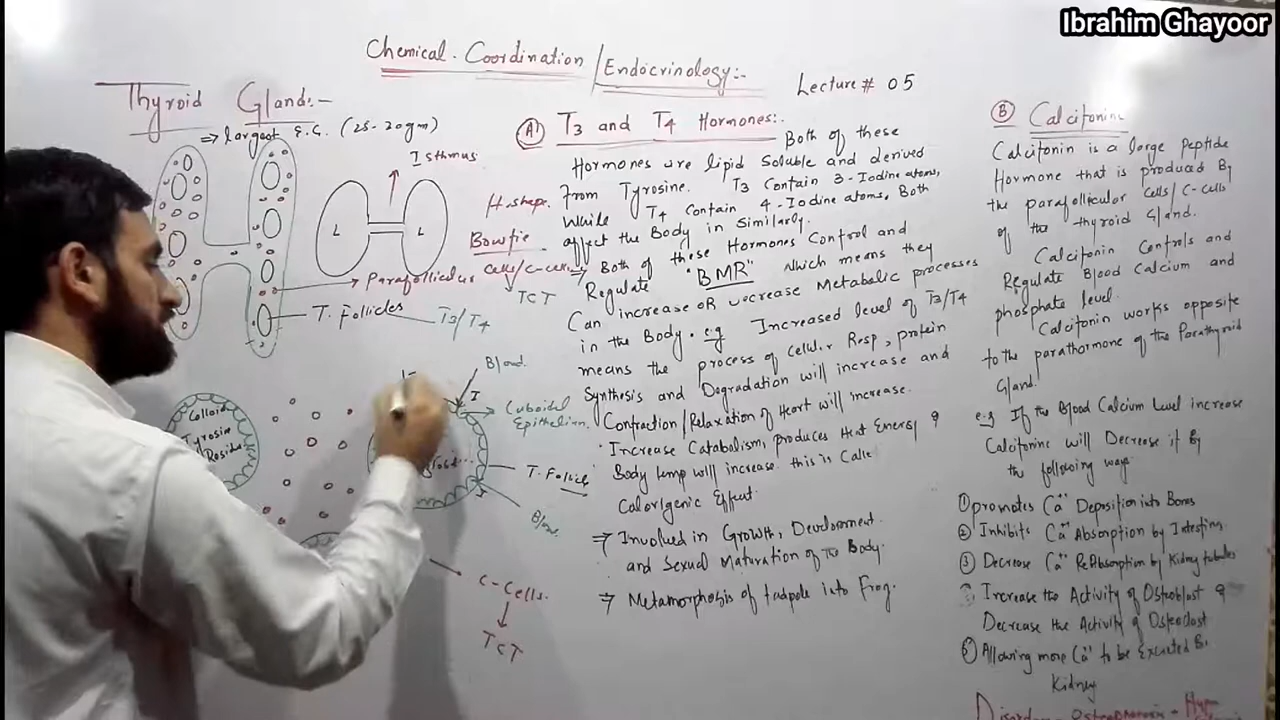 Ibrahim Ghayoor
Chemical Coordination / Endocrinology:-
Lecture # 05
Thyroid Gland:-
⇒ largest E.G. (25-20gm)
Isthmus
L L
H. shape.
Bowtie
Parafollicular Cells/C-cells
TCT
T. Follicles T3/T4
Blood.
I
Cuboidal
Epithelian.
Colloid
Tyrosin
Residue
T. Follicls
Blood.
C-Cells.
TCT
(A) T3 and T4 Hormones:-
Both of these
Hormones are lipid Soluble and derived
From Tyrosine. T3 Contain 3-Iodine atoms,
While T4 Contain 4-Iodine atoms, Both
affect the Body in Similarly.
Both of these Hormones Control and
Regulate "BMR" Which means they
Can increase OR decrease Metabolic processes
in the Body. e.g Increased level of T3/T4
means the process of Cellular Resp, protein
Synthesis and Degradation will increase and
Contraction/Relaxation of Heart will increase.
Increase Catabolism, produces Heat Energy &
Body temp will increase this is Calle
Calorigenic Effect.
⇒ Involved in Growth, Development.
and Sexual Maturation of the Body.
⇒ Metamorphosis of tadpole into Frog.
(B) Calcitonine
Calcitonin is a large Peptide
Hormone that is produced By
the parafollicular Cells/C-Cells
of the thyroid Gland.
Calcitonin Controls and
Regulate Blood Calcium and
phosphate level.
Calcitonin works opposite
to the parathormone of the Parathyroid
Gland.
e.g If the Blood Calcium Level increase
Calcitonine will Decrease it By
the following ways
① promotes Ca++ Deposition into Bones
② Inhibits Ca++ Absorption by Intestine
③ Decrease Ca++ ReAbsorption by Kidney tubules
Increase the Activity of Osteoblast &
Decrease the Activity of Osteoclast
⑤ Allowing more Ca++ to be Excreted By
Kidney